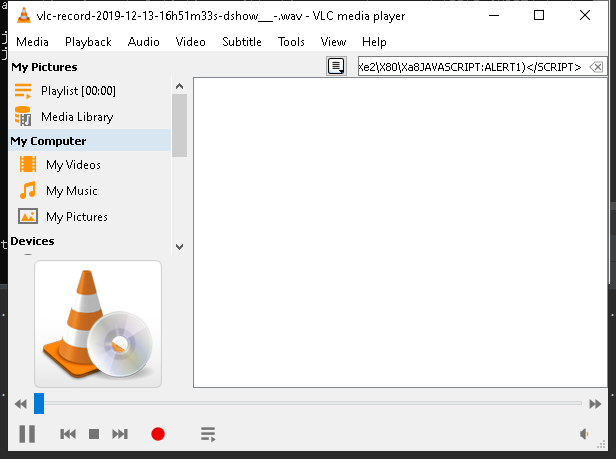 vlc-record-2019-12-13-16h51m33s-dshow__-.wav - VLC media player
Media Playback Audio Video Subtitle Tools View Help
My Pictures
Xe2\X80\Xa8JAVASCRIPT:ALERT1)</SCRIPT>
Playlist [00:00]
Media Library
My Computer
My Videos
My Music
My Pictures
Devices